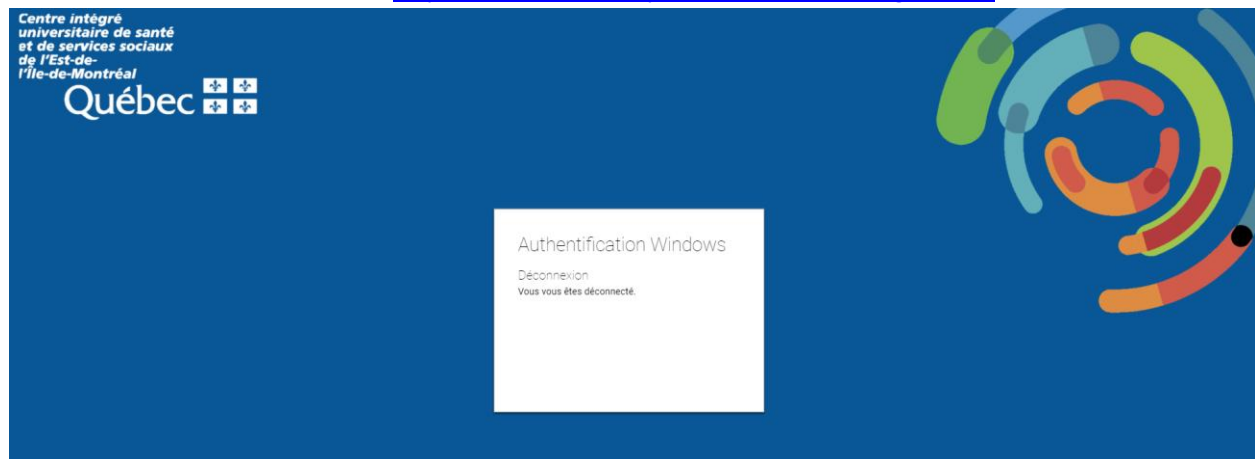 Centre intégré
universitaire de santé
et de services sociaux
de l'Est-de-
l'Île-de-Montréal
Québec
Authentification Windows
Déconnexion
Vous vous êtes déconnecté.